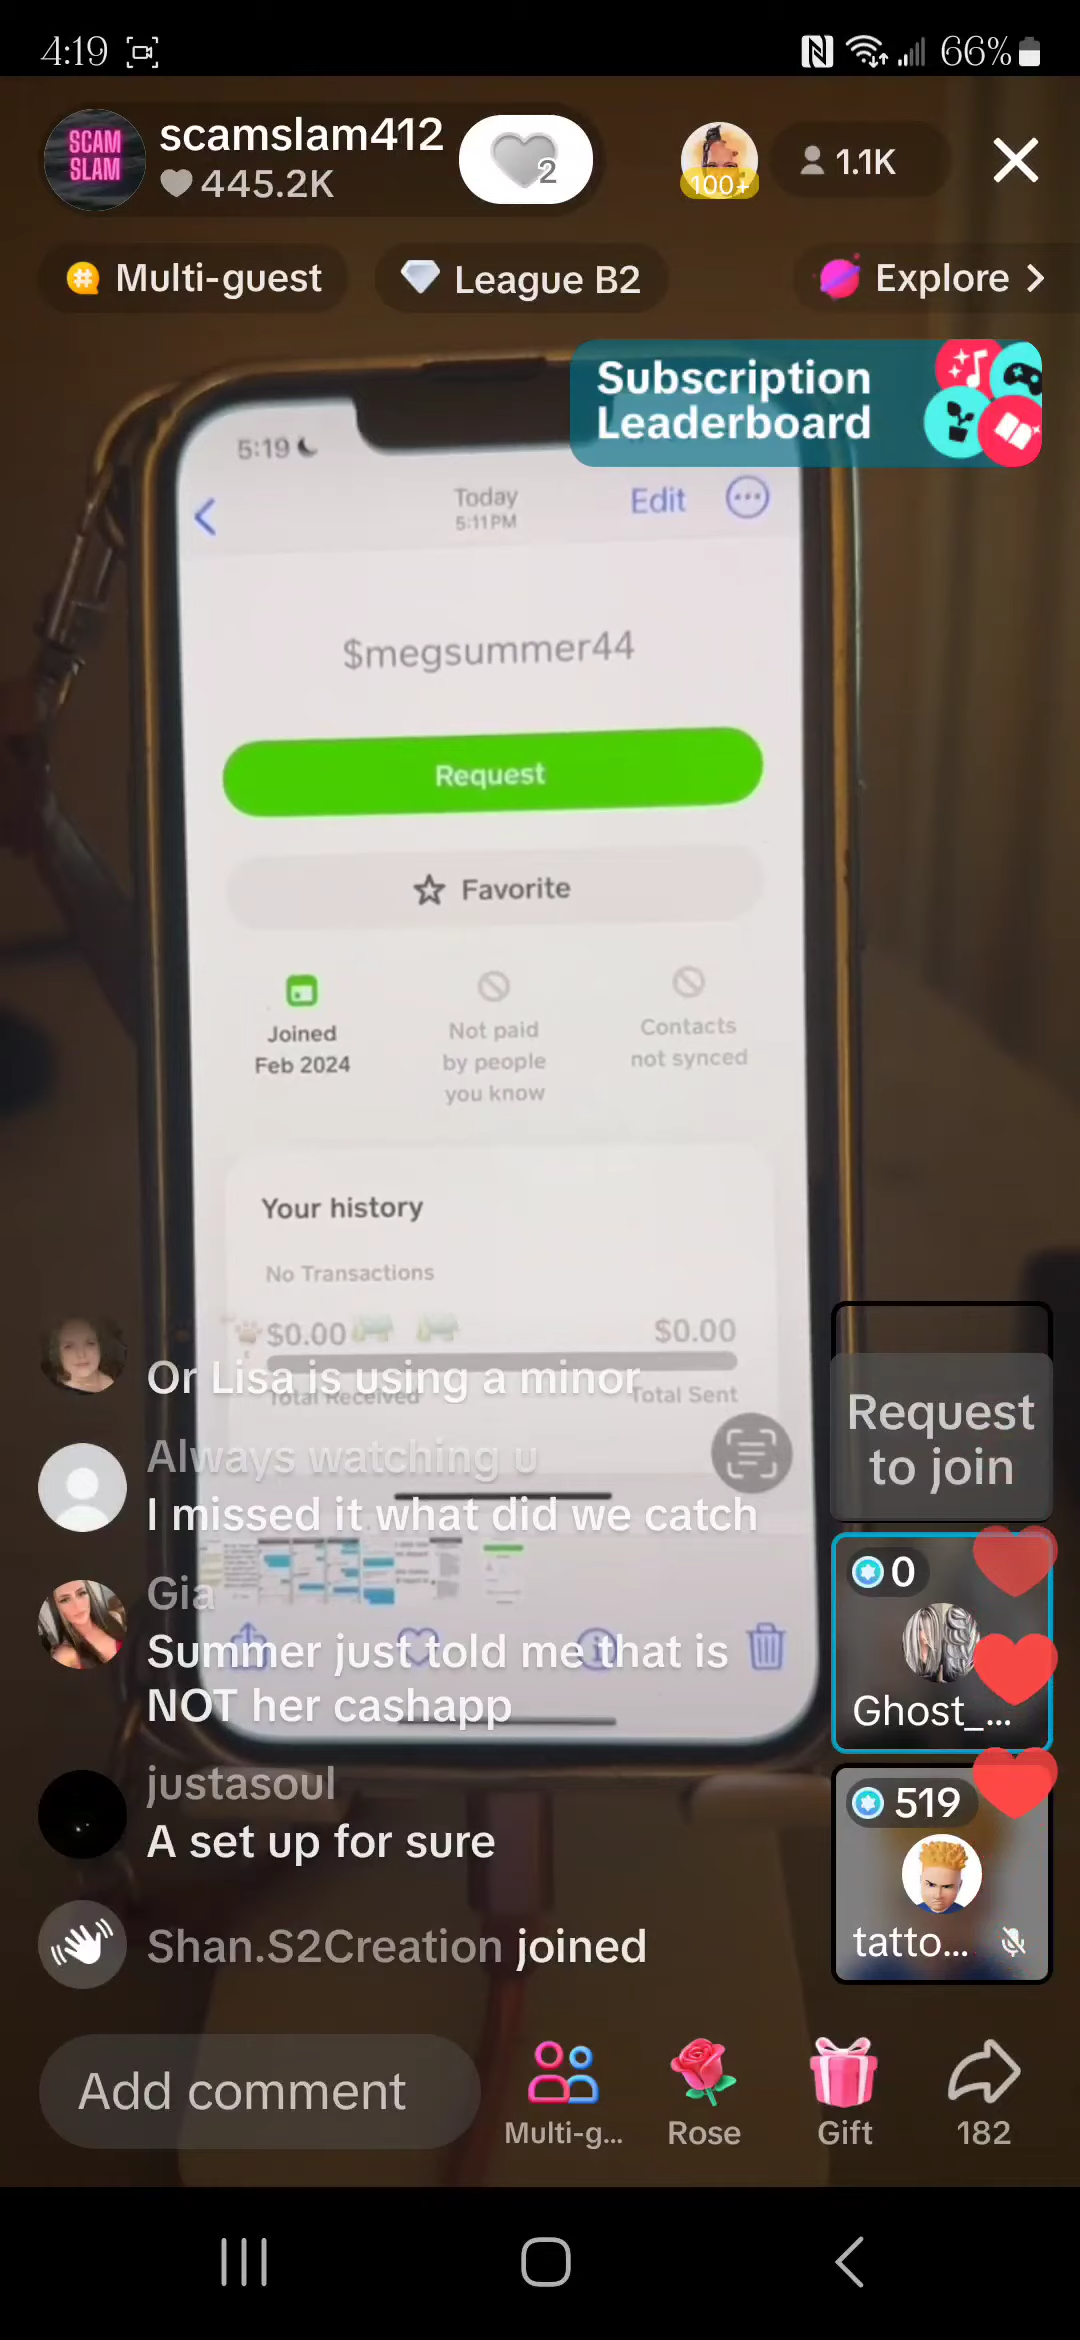 4:19
66%
SCAM
SLAM
scamslam412
445.2K
2
100+
1.1K
Multi-guest
League B2
Explore
Subscription
Leaderboard
5:19
Today
5:11 PM
Edit
$megsummer44
Request
Favorite
Joined
Feb 2024
Not paid
by people
you know
Contacts
not synced
Your history
No Transactions
$0.00
$0.00
Total Received
Total Sent
Or Lisa is using a minor
Always watching u
I missed it what did we catch
Gia
Summer just told me that is
NOT her cashapp
justasoul
A set up for sure
Shan.S2Creation joined
Request
to join
0
Ghost_...
519
tatto...
Add comment
Multi-g...
Rose
Gift
182